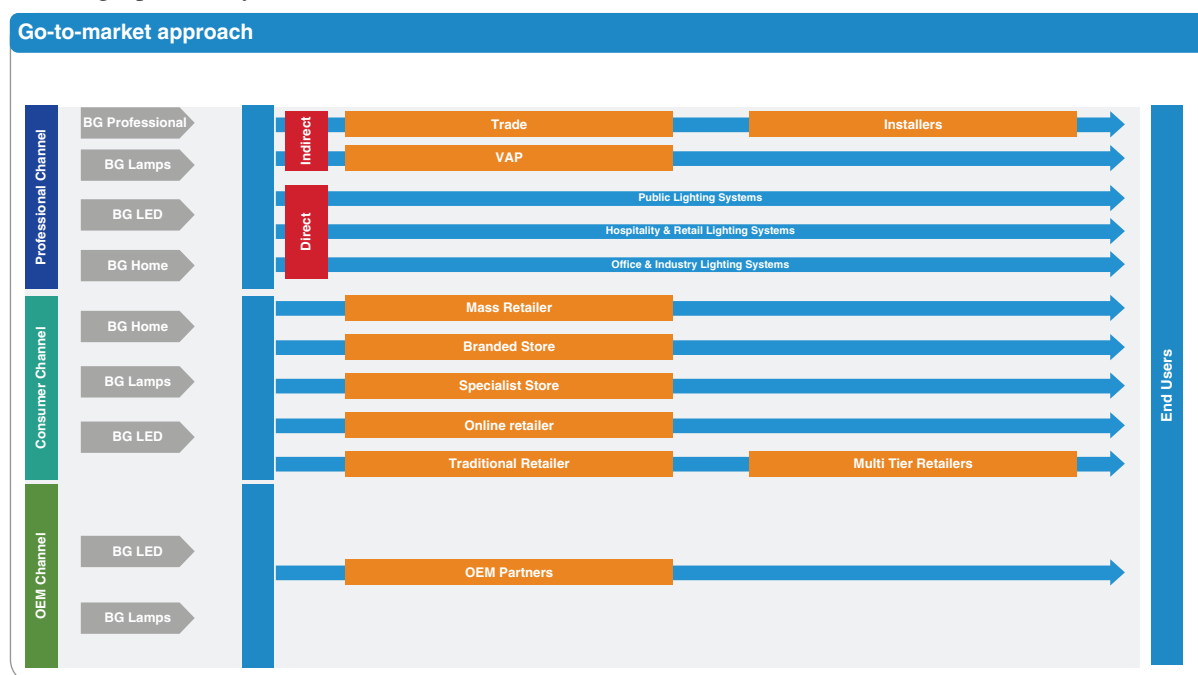 Go-to-market approach
Professional Channel
BG Professional
BG Lamps
BG LED
BG Home
Indirect
Direct
Trade
Installers
VAP
Public Lighting Systems
Hospitality & Retail Lighting Systems
Office & Industry Lighting Systems
Consumer Channel
BG Home
BG Lamps
BG LED
Mass Retailer
Branded Store
Specialist Store
Online retailer
Traditional Retailer
Multi Tier Retailers
OEM Channel
BG LED
BG Lamps
OEM Partners
End Users